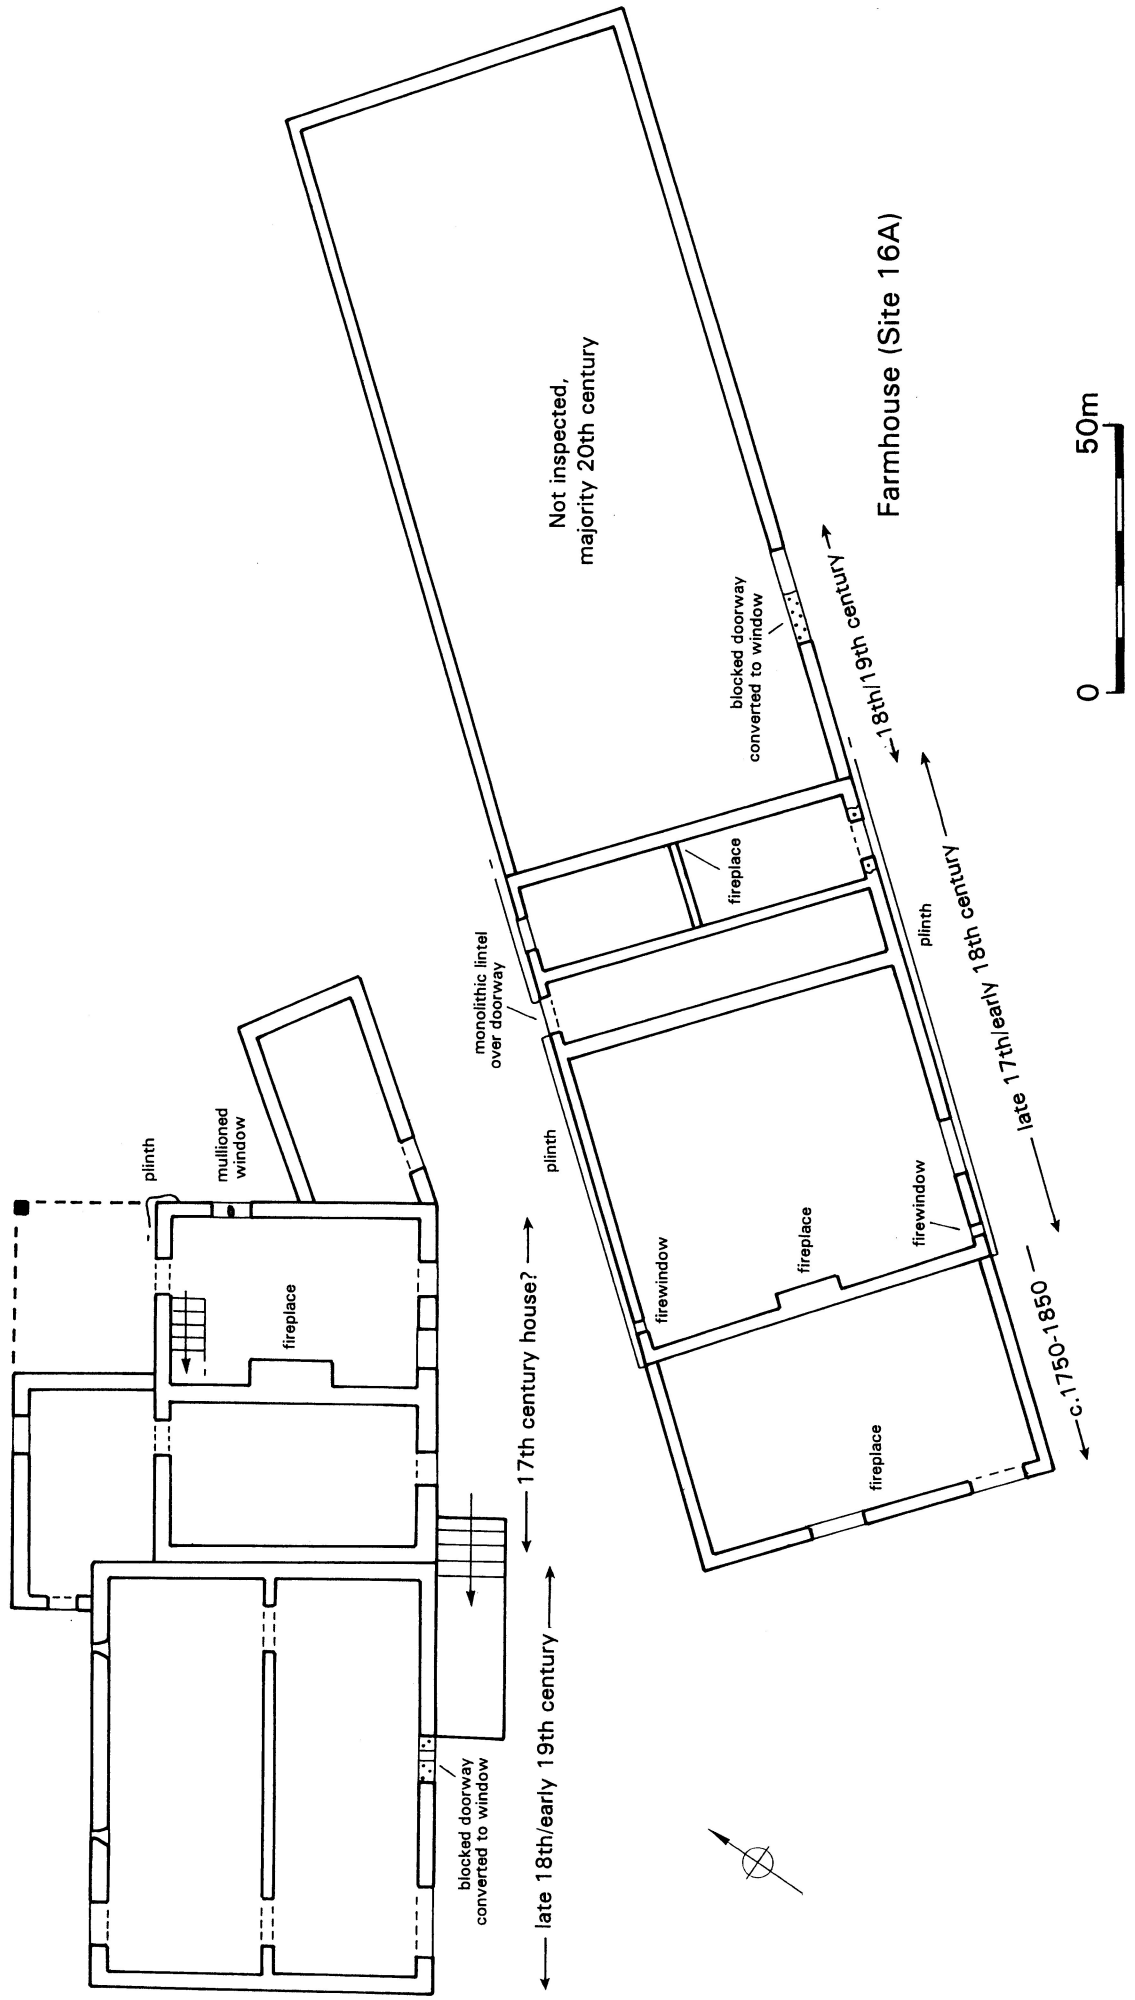 plinth
mullioned
window
fireplace
17th century house?
late 18th/early 19th century
blocked doorway
converted to window
Not inspected,
majority 20th century
Farmhouse (Site 16A)
blocked doorway
converted to window
18th/19th century
fireplace
monolithic lintel
over doorway
plinth
plinth
late 17th/early 18th century
firewindow
firewindow
fireplace
fireplace
c.1750-1850
0
50m